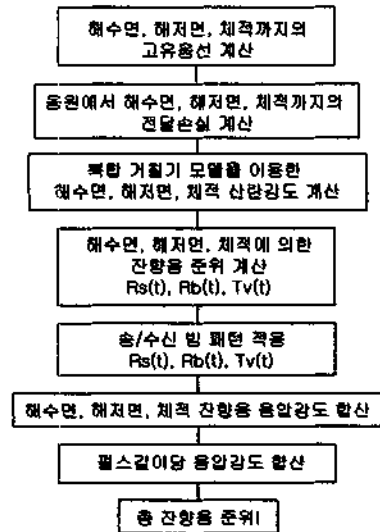 해수면, 해저면, 체적까지의
고유음선 계산
음원에서 해수면, 해저면, 체적까지의
전달손실 계산
복합 거칠기 모델을 이용한
해수면, 해저면, 체적 산란강도 계산
해수면, 해저면, 체적에 의한
잔향음 준위 계산
Rs(t), Rb(t), Tv(t)
송/수신 빔 패턴 적용
Rs(t), Rb(t), Tv(t)
해수면, 해저면, 체적 잔향음 음압강도 합산
펄스길이당 음압강도 합산
총 잔향음 준위